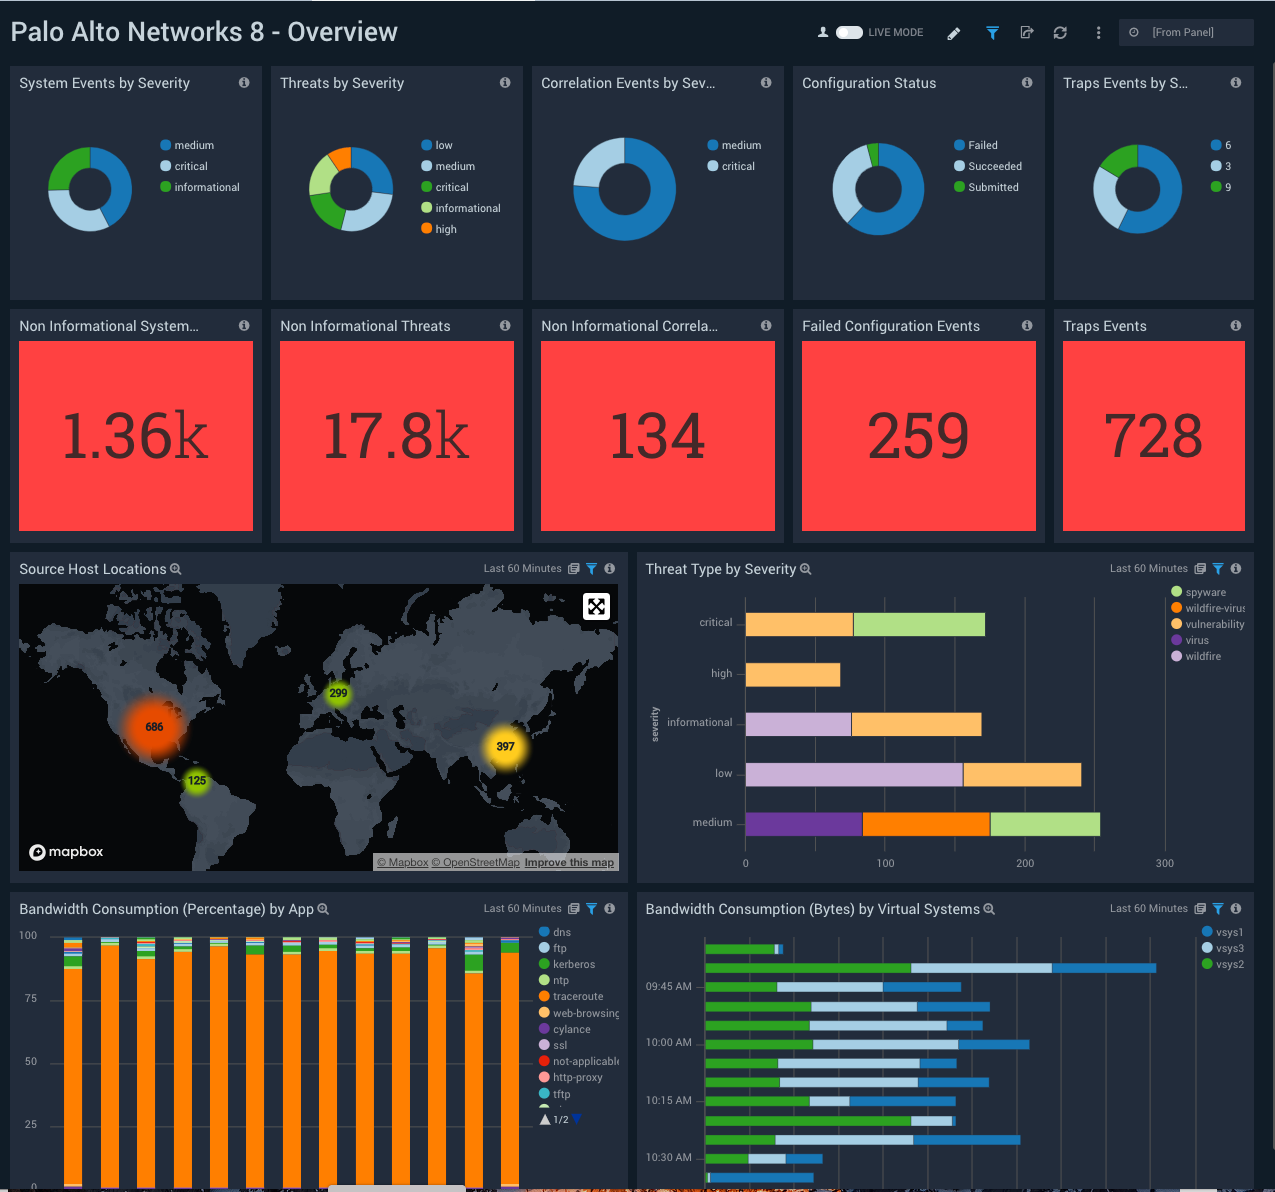 Palo Alto Networks 8 - Overview
LIVE MODE
[From Panel]
System Events by Severity
medium
critical
informational
Threats by Severity
low
medium
critical
informational
high
Correlation Events by Sev...
medium
critical
Configuration Status
Failed
Succeeded
Submitted
Traps Events by S...
6
3
9
Non Informational System...
1.36k
Non Informational Threats
17.8k
Non Informational Correla...
134
Failed Configuration Events
259
Traps Events
728
Source Host Locations
Last 60 Minutes
299
686
397
125
mapbox
© Mapbox © OpenStreetMap Improve this map
Threat Type by Severity
Last 60 Minutes
spyware
wildfire-virus
vulnerability
virus
wildfire
severity
critical
high
informational
low
medium
0 100 200 300
Bandwidth Consumption (Percentage) by App
Last 60 Minutes
100
75
50
25
0
dns
ftp
kerberos
ntp
traceroute
web-browsing
cylance
ssl
not-applicable
http-proxy
tftp
1/2
Bandwidth Consumption (Bytes) by Virtual Systems
Last 60 Minutes
vsys1
vsys3
vsys2
09:45 AM
10:00 AM
10:15 AM
10:30 AM